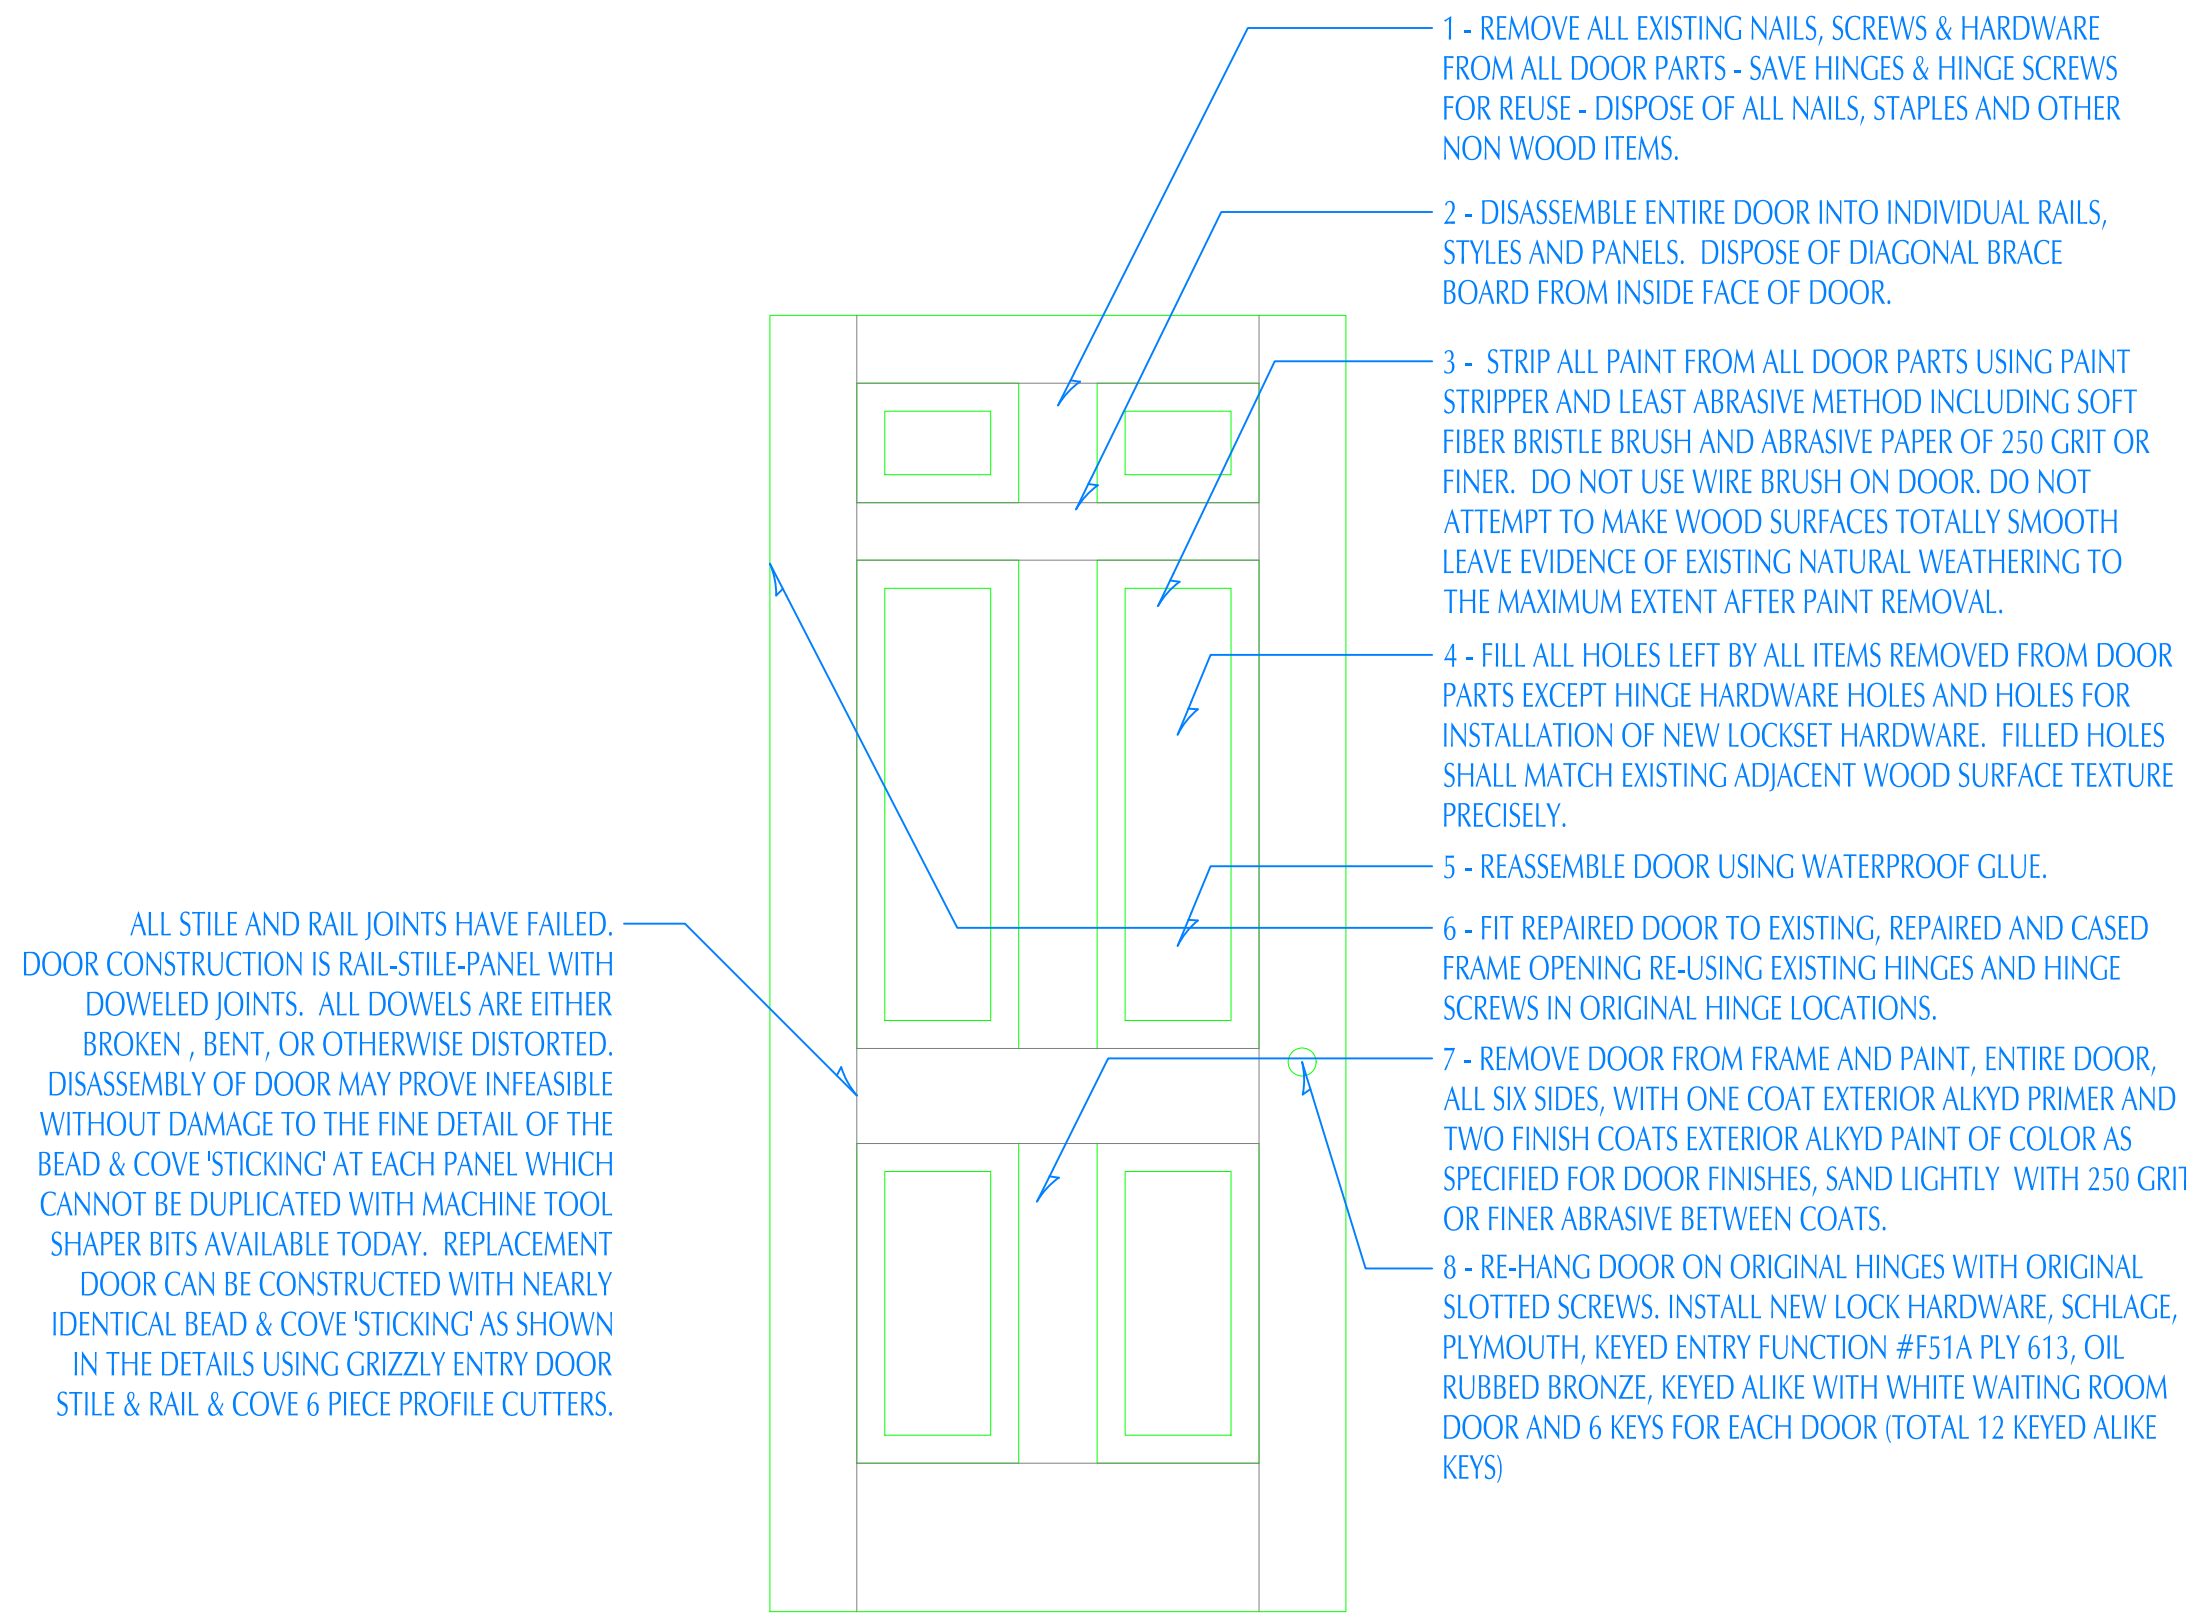 1 - REMOVE ALL EXISTING NAILS, SCREWS & HARDWARE
FROM ALL DOOR PARTS - SAVE HINGES & HINGE SCREWS
FOR REUSE - DISPOSE OF ALL NAILS, STAPLES AND OTHER
NON WOOD ITEMS.
2 - DISASSEMBLE ENTIRE DOOR INTO INDIVIDUAL RAILS,
STYLES AND PANELS.  DISPOSE OF DIAGONAL BRACE
BOARD FROM INSIDE FACE OF DOOR.
3 -  STRIP ALL PAINT FROM ALL DOOR PARTS USING PAINT
STRIPPER AND LEAST ABRASIVE METHOD INCLUDING SOFT
FIBER BRISTLE BRUSH AND ABRASIVE PAPER OF 250 GRIT OR
FINER.  DO NOT USE WIRE BRUSH ON DOOR. DO NOT
ATTEMPT TO MAKE WOOD SURFACES TOTALLY SMOOTH
LEAVE EVIDENCE OF EXISTING NATURAL WEATHERING TO
THE MAXIMUM EXTENT AFTER PAINT REMOVAL.
4 - FILL ALL HOLES LEFT BY ALL ITEMS REMOVED FROM DOOR
PARTS EXCEPT HINGE HARDWARE HOLES AND HOLES FOR
INSTALLATION OF NEW LOCKSET HARDWARE.  FILLED HOLES
SHALL MATCH EXISTING ADJACENT WOOD SURFACE TEXTURE
PRECISELY.
5 - REASSEMBLE DOOR USING WATERPROOF GLUE.
6 - FIT REPAIRED DOOR TO EXISTING, REPAIRED AND CASED
FRAME OPENING RE-USING EXISTING HINGES AND HINGE
SCREWS IN ORIGINAL HINGE LOCATIONS.
7 - REMOVE DOOR FROM FRAME AND PAINT, ENTIRE DOOR,
ALL SIX SIDES, WITH ONE COAT EXTERIOR ALKYD PRIMER AND
TWO FINISH COATS EXTERIOR ALKYD PAINT OF COLOR AS
SPECIFIED FOR DOOR FINISHES, SAND LIGHTLY  WITH 250 GRIT
OR FINER ABRASIVE BETWEEN COATS.
8 - RE-HANG DOOR ON ORIGINAL HINGES WITH ORIGINAL
SLOTTED SCREWS. INSTALL NEW LOCK HARDWARE, SCHLAGE,
PLYMOUTH, KEYED ENTRY FUNCTION #F51A PLY 613, OIL
RUBBED BRONZE, KEYED ALIKE WITH WHITE WAITING ROOM
DOOR AND 6 KEYS FOR EACH DOOR (TOTAL 12 KEYED ALIKE
KEYS)
ALL STILE AND RAIL JOINTS HAVE FAILED.
DOOR CONSTRUCTION IS RAIL-STILE-PANEL WITH
DOWELED JOINTS.  ALL DOWELS ARE EITHER
BROKEN , BENT, OR OTHERWISE DISTORTED.
DISASSEMBLY OF DOOR MAY PROVE INFEASIBLE
WITHOUT DAMAGE TO THE FINE DETAIL OF THE
BEAD & COVE 'STICKING' AT EACH PANEL WHICH
CANNOT BE DUPLICATED WITH MACHINE TOOL
SHAPER BITS AVAILABLE TODAY.  REPLACEMENT
DOOR CAN BE CONSTRUCTED WITH NEARLY
IDENTICAL BEAD & COVE 'STICKING' AS SHOWN
IN THE DETAILS USING GRIZZLY ENTRY DOOR
STILE & RAIL & COVE 6 PIECE PROFILE CUTTERS.